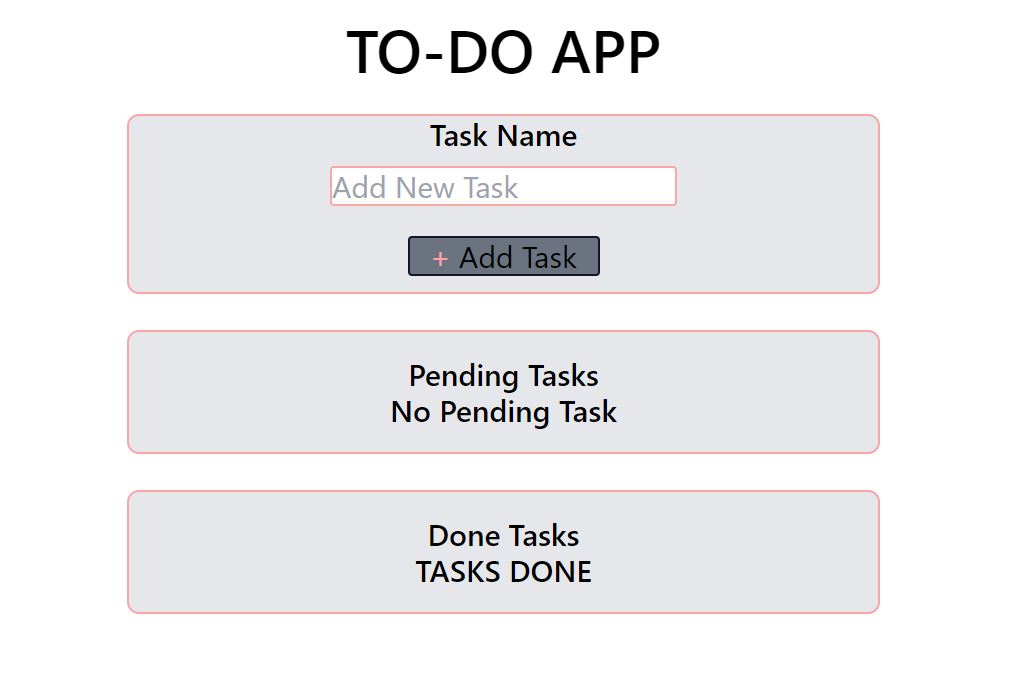 TO-DO APP
Task Name
Add New Task
+ Add Task
Pending Tasks
No Pending Task
Done Tasks
TASKS DONE